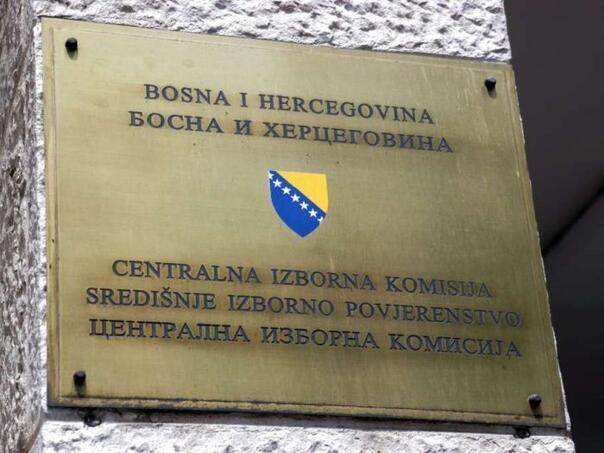 BOSNA I HERCEGOVINA
БОСНА И ХЕРЦЕГОВИНА
CENTRALNA IZBORNA KOMISIJA
SREDIŠNJE IZBORNO POVJERENSTVO
ЦЕНТРАЛНА ИЗБОРНА КОМИСИЈА